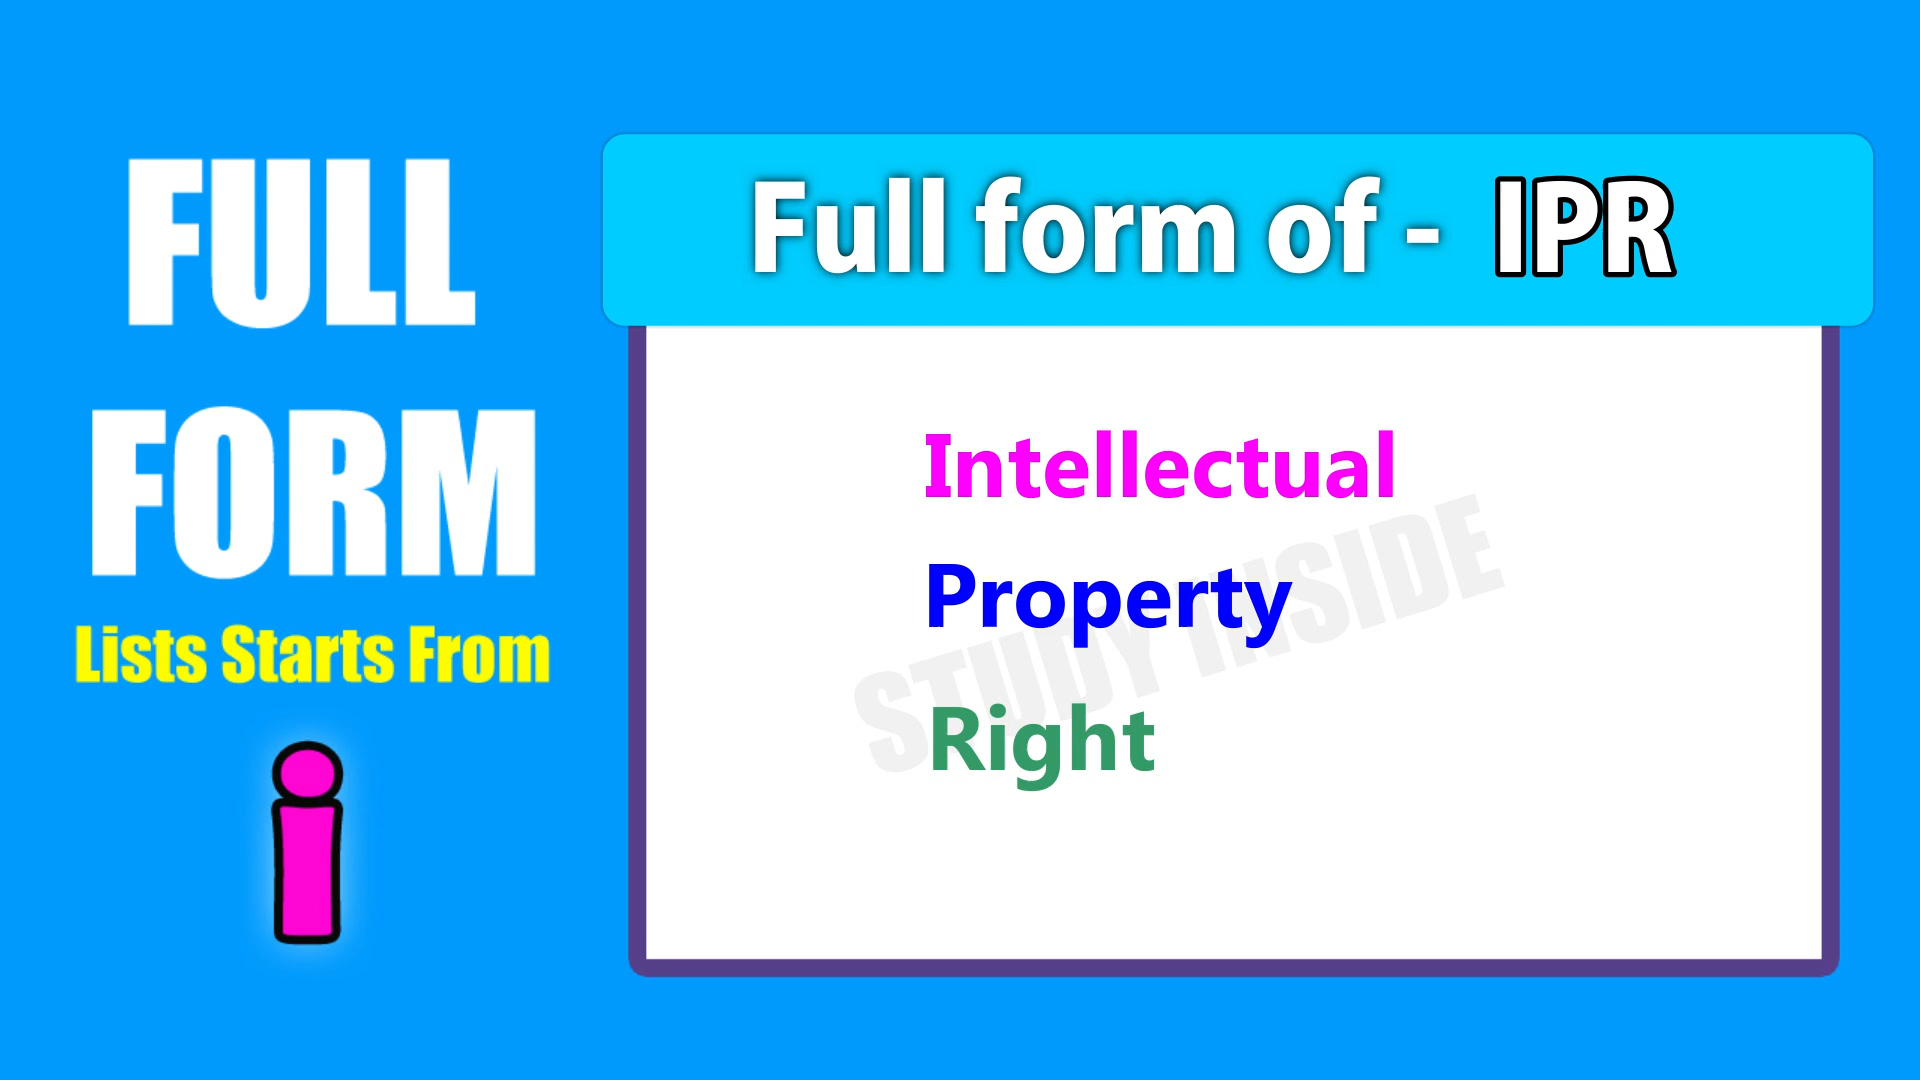 FULL
FORM
Lists Starts From
i
Full form of - IPR
Intellectual
Property
Right
STUDY INSIDE